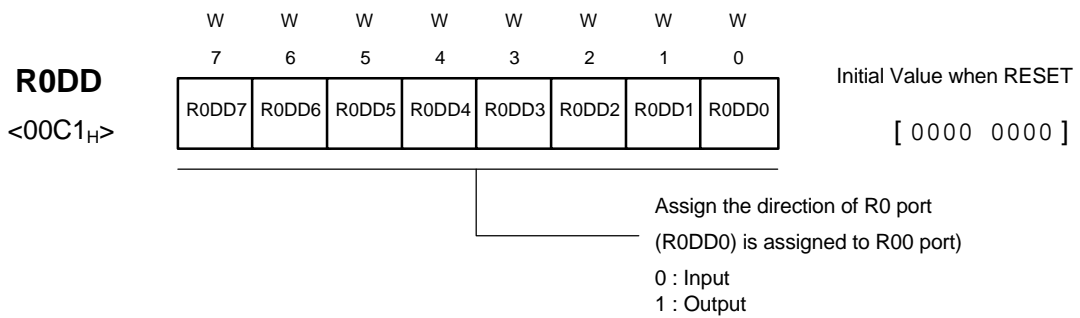 W W W W W W W W
7 6 5 4 3 2 1 0
R0DD
<00C1H>
R0DD7 R0DD6 R0DD5 R0DD4 R0DD3 R0DD2 R0DD1 R0DD0
Initial Value when RESET
[ 0000 0000 ]
Assign the direction of R0 port
(R0DD0) is assigned to R00 port)
0 : Input
1 : Output